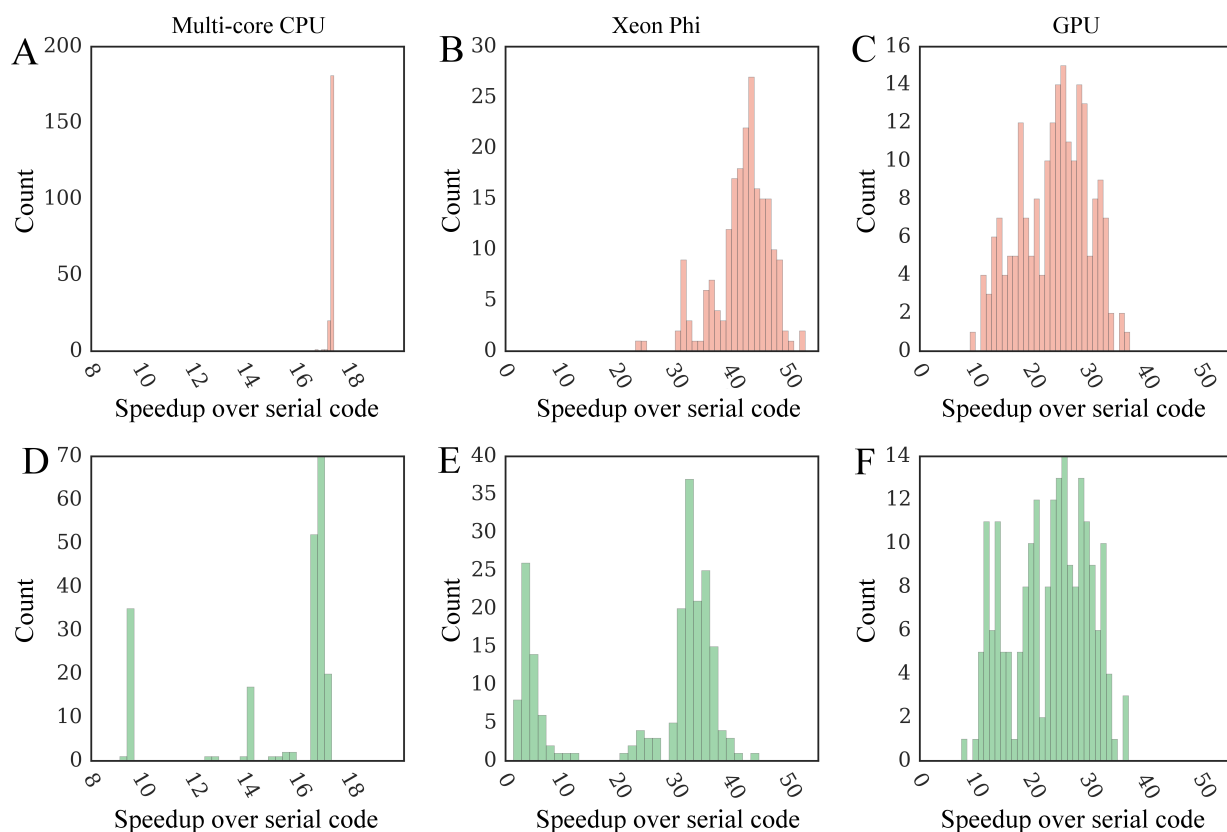 Multi-core CPU
Xeon Phi
GPU
A
200
150
100
50
0
Count
8 10 12 14 16 18
Speedup over serial code
B
30
25
20
15
10
5
0
Count
0 10 20 30 40 50
Speedup over serial code
C
16
14
12
10
8
6
4
2
0
Count
0 10 20 30 40 50
Speedup over serial code
D
70
60
50
40
30
20
10
0
Count
8 10 12 14 16 18
Speedup over serial code
E
40
35
30
25
20
15
10
5
0
Count
0 10 20 30 40 50
Speedup over serial code
F
14
12
10
8
6
4
2
0
Count
0 10 20 30 40 50
Speedup over serial code